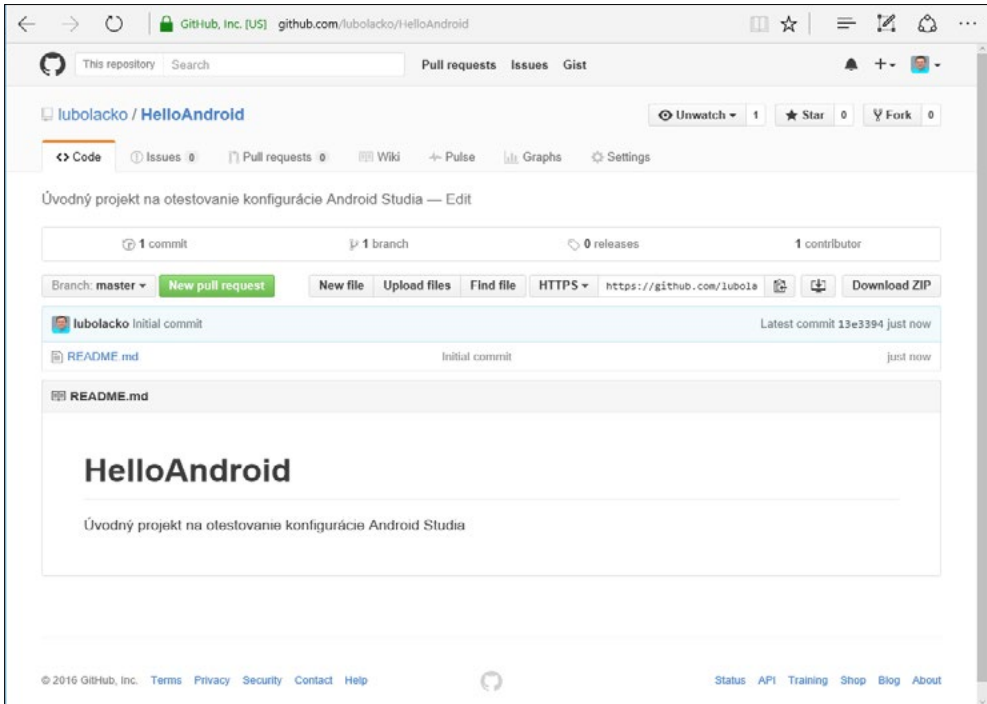 GitHub, Inc. [US] github.com/lubolacko/HelloAndroid
This repository Search Pull requests Issues Gist
lubolacko / HelloAndroid Unwatch 1 Star 0 Fork 0
Code Issues 0 Pull requests 0 Wiki Pulse Graphs Settings
Úvodný projekt na otestovanie konfigurácie Android Studia — Edit
1 commit 1 branch 0 releases 1 contributor
Branch: master New pull request New file Upload files Find file HTTPS https://github.com/lubola Download ZIP
lubolacko Initial commit Latest commit 13e3394 just now
README.md Initial commit just now
README.md
HelloAndroid
Úvodný projekt na otestovanie konfigurácie Android Studia
© 2016 GitHub, Inc. Terms Privacy Security Contact Help Status API Training Shop Blog About